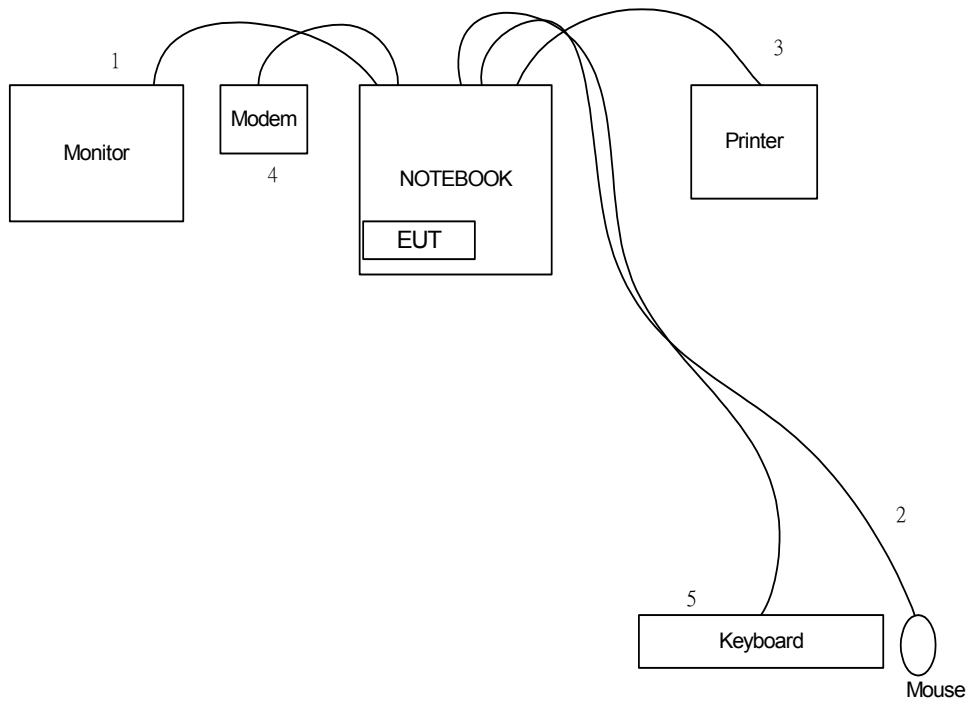 1
3
Monitor
Modem
4
NOTEBOOK
EUT
Printer
2
5
Keyboard
Mouse